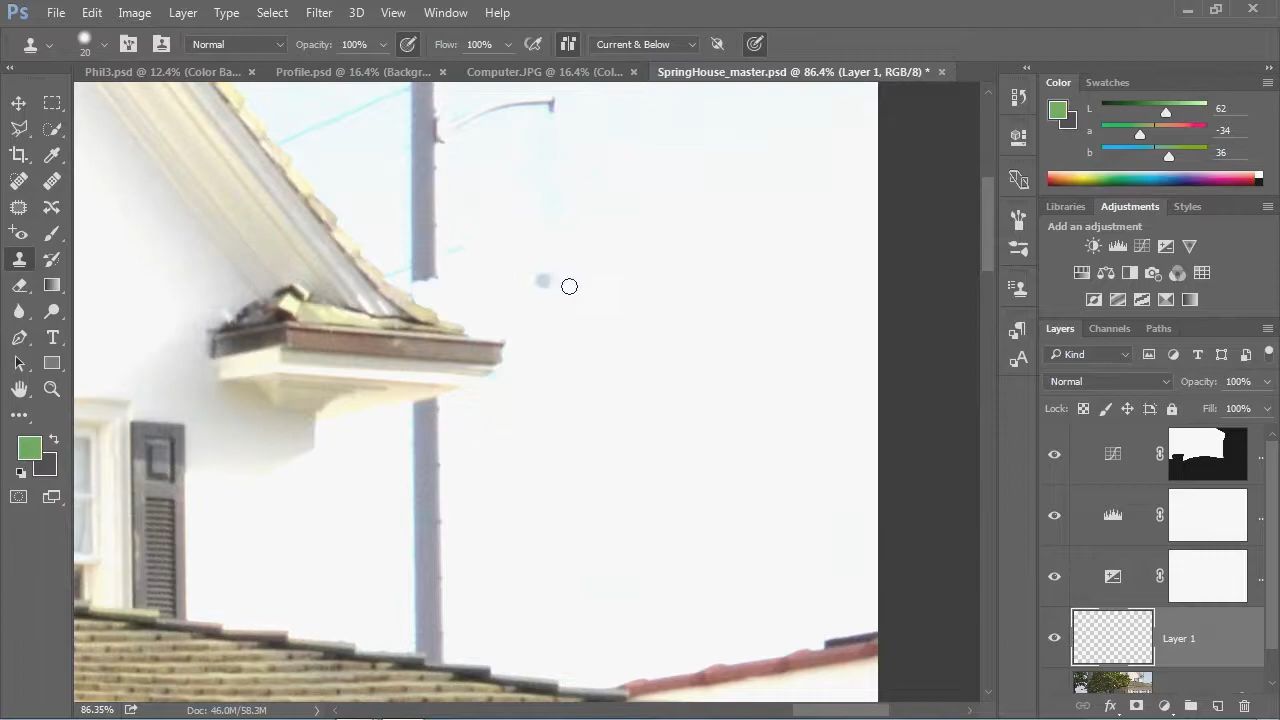 Ps File Edit Image Layer Type Select Filter 3D View Window Help
20 Normal Opacity: 100% Flow: 100% Current & Below
Phil3.psd @ 12.4% (Color Ba... × Profile.psd @ 16.4% (Backgr... × Computer.JPG @ 16.4% (Col... × SpringHouse_master.psd @ 86.4% (Layer 1, RGB/8) * ×
Color Swatches
L 62
a -34
b 36
Libraries Adjustments Styles
Add an adjustment
Layers Channels Paths
Kind
Normal Opacity: 100%
Lock: Fill: 100%
Layer 1
86.35% Doc: 46.0M/58.3M